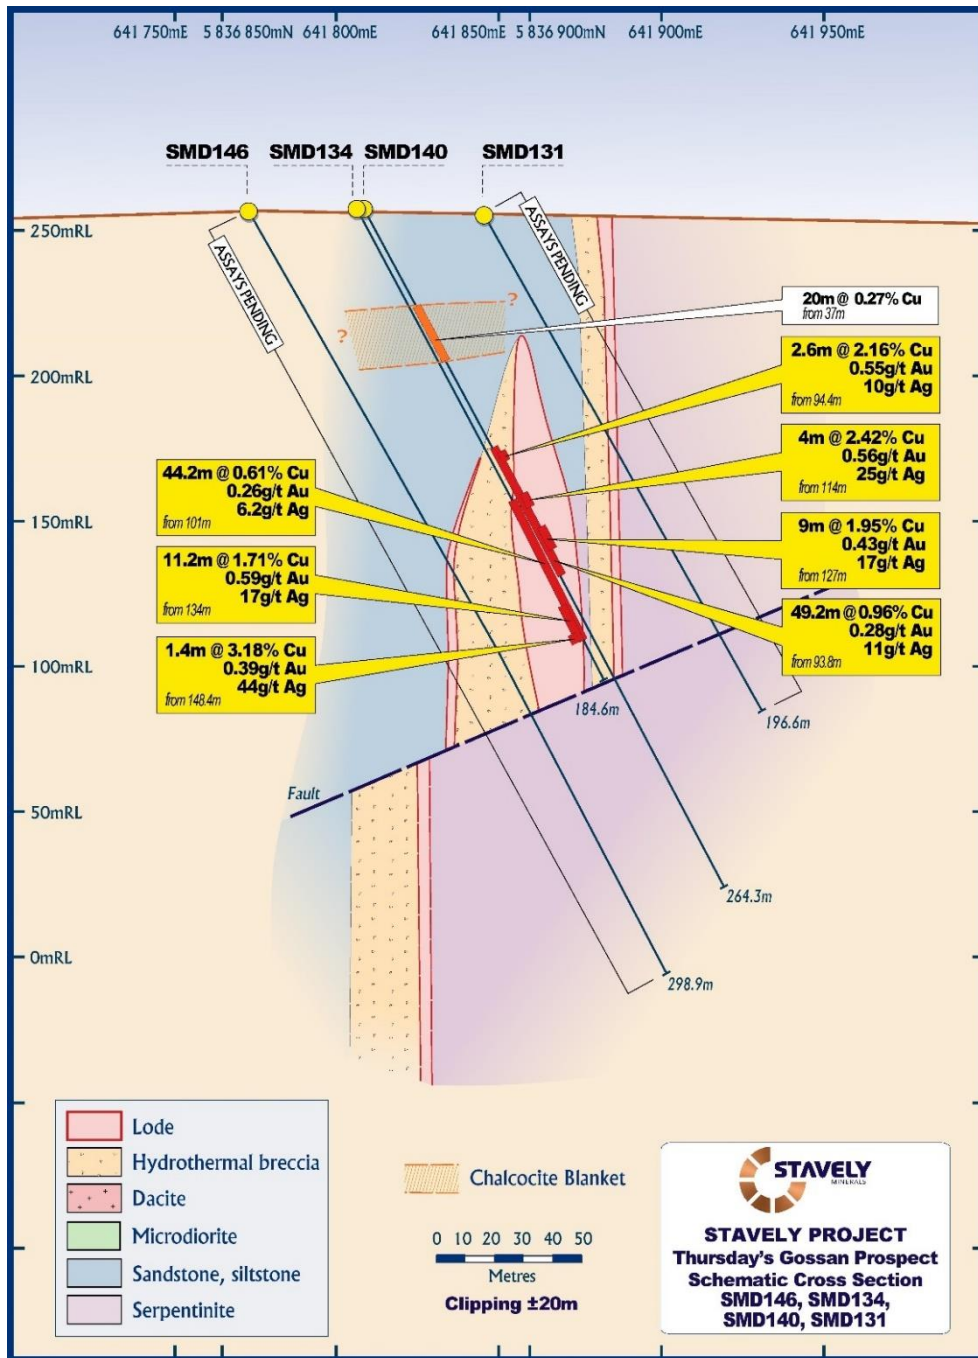 641 750mE 5 836 850mN 641 800mE 641 850mE 5 836 900mN 641 900mE 641 950mE
SMD146 SMD134 SMD140 SMD131
250mRL
ASSAYS PENDING
ASSAYS PENDING
20m @ 0.27% Cu
from 37m
?
?
200mRL
2.6m @ 2.16% Cu
0.55g/t Au
10g/t Ag
from 94.4m
4m @ 2.42% Cu
0.56g/t Au
25g/t Ag
from 114m
44.2m @ 0.61% Cu
0.26g/t Au
6.2g/t Ag
from 101m
150mRL
9m @ 1.95% Cu
0.43g/t Au
17g/t Ag
from 127m
11.2m @ 1.71% Cu
0.59g/t Au
17g/t Ag
from 134m
49.2m @ 0.96% Cu
0.28g/t Au
11g/t Ag
from 93.8m
1.4m @ 3.18% Cu
0.39g/t Au
44g/t Ag
from 148.4m
100mRL
184.6m
196.6m
Fault
50mRL
264.3m
0mRL
298.9m
Lode
Hydrothermal breccia
Dacite
Microdiorite
Sandstone, siltstone
Serpentinite
Chalcocite Blanket
0 10 20 30 40 50
Metres
Clipping ±20m
STAVELY
MINERALS
STAVELY PROJECT
Thursday's Gossan Prospect
Schematic Cross Section
SMD146, SMD134,
SMD140, SMD131